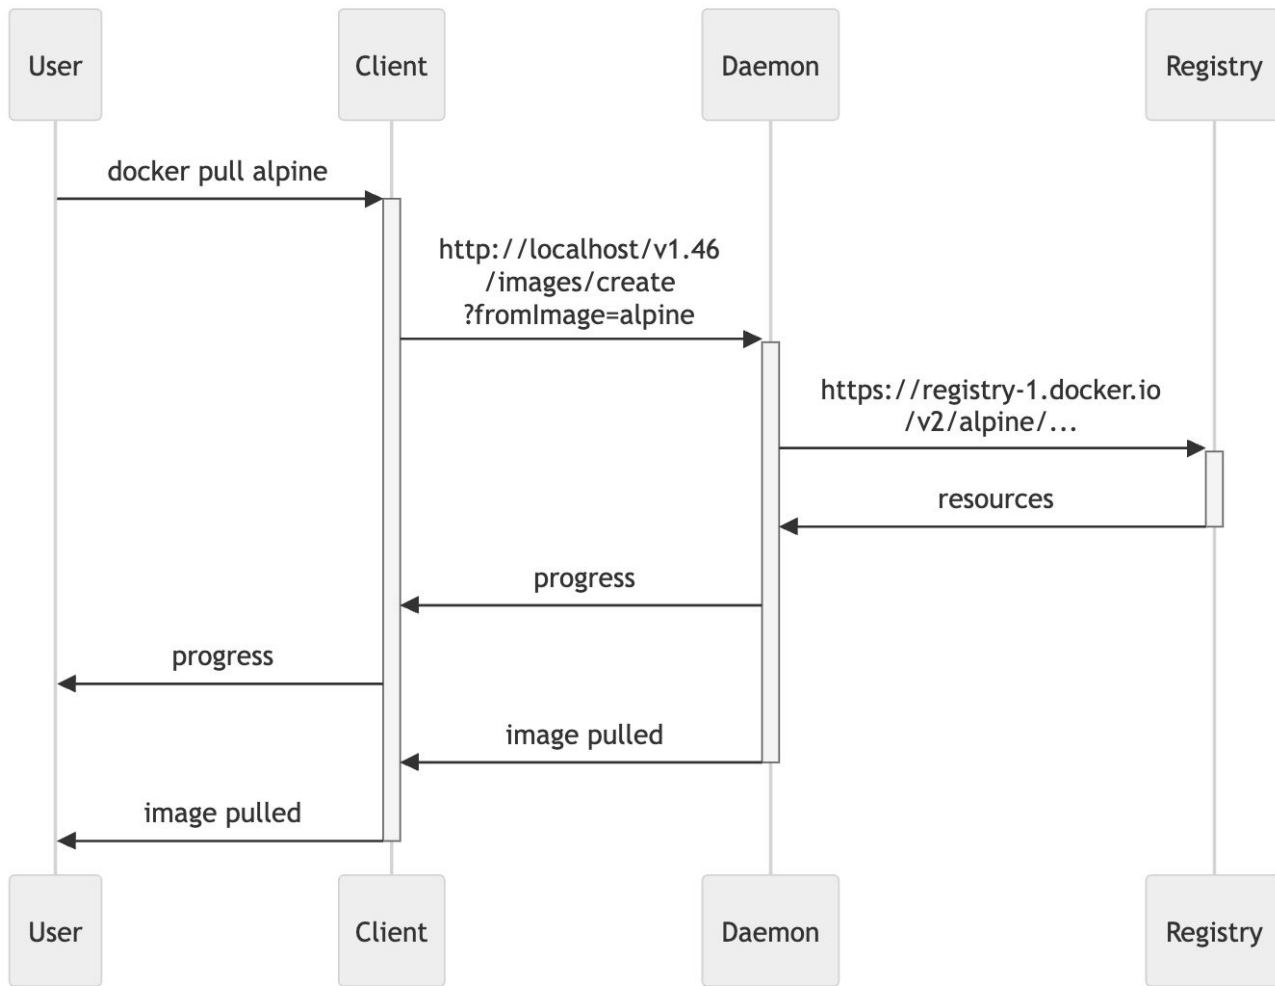 User
Client
Daemon
Registry
docker pull alpine
http://localhost/v1.46
/images/create
?fromImage=alpine
https://registry-1.docker.io
/v2/alpine/...
resources
progress
progress
image pulled
image pulled
User
Client
Daemon
Registry